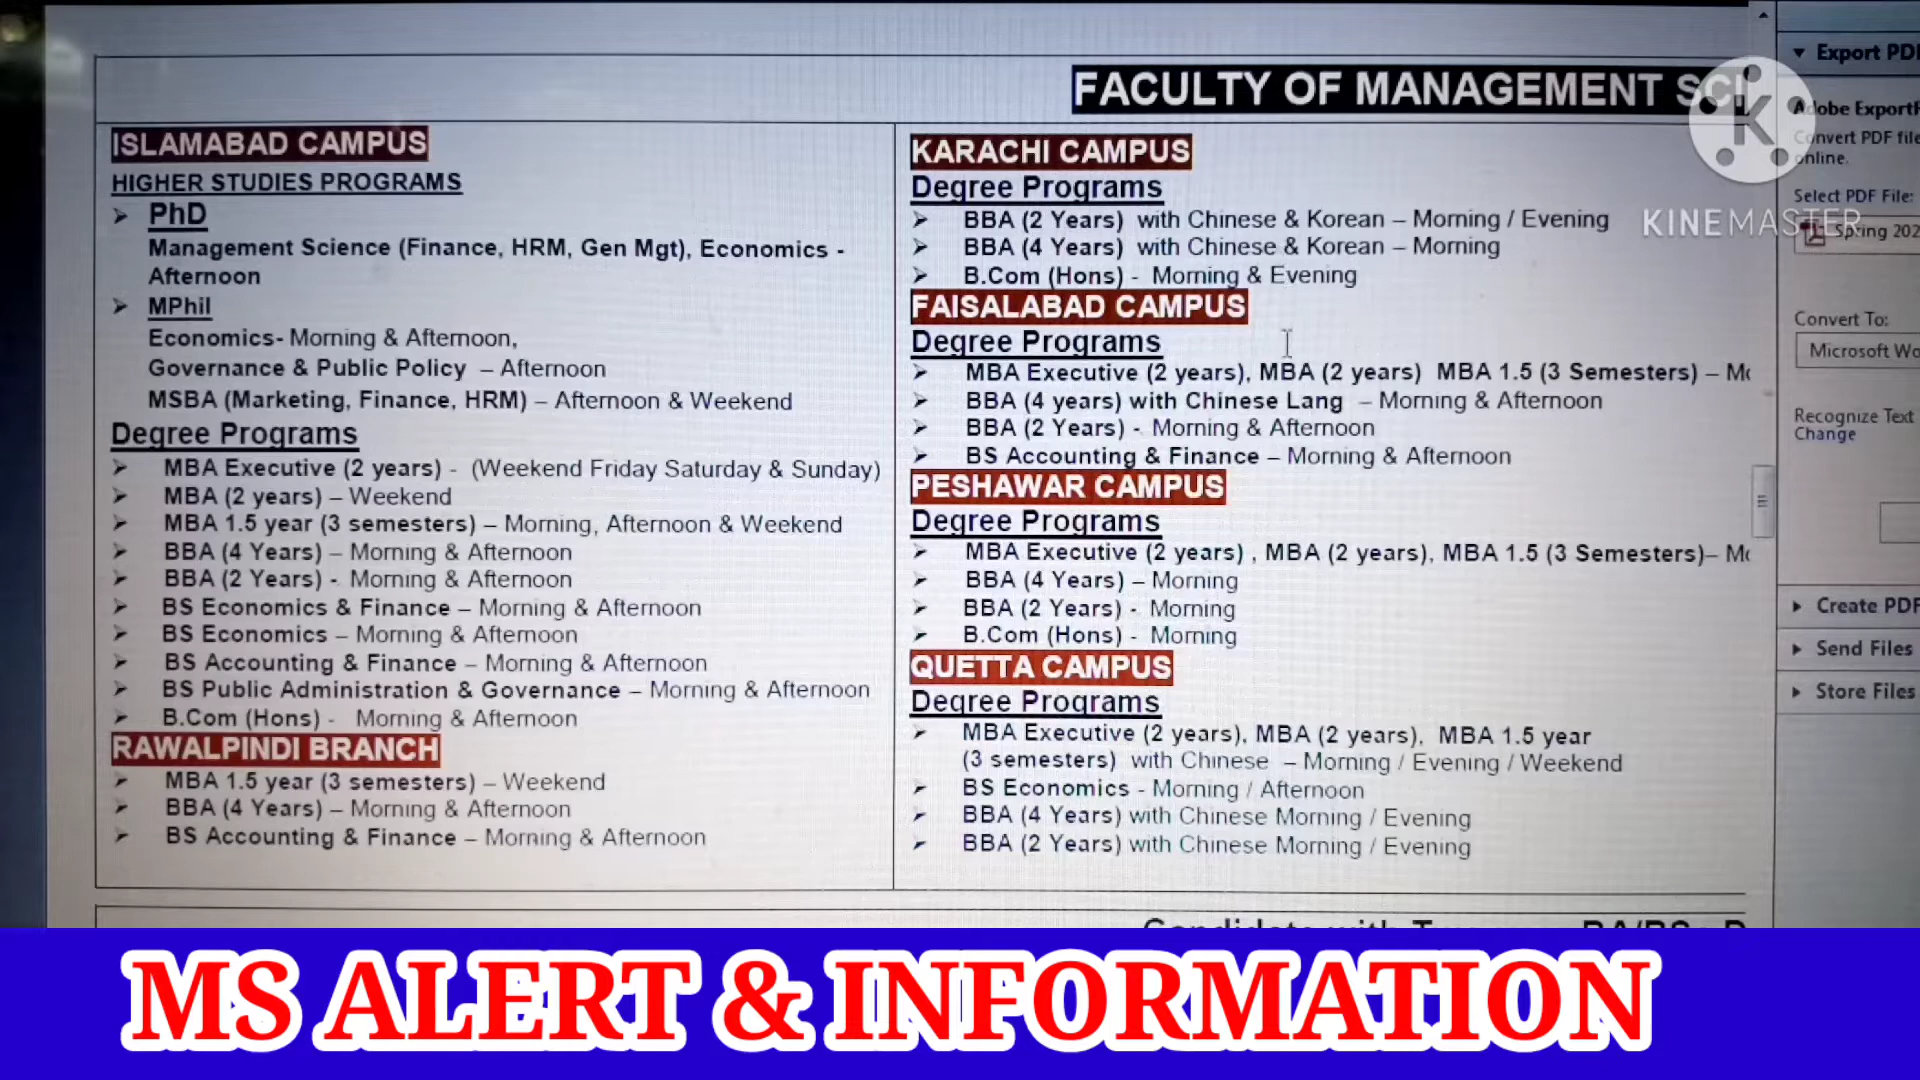 FACULTY OF MANAGEMENT SCI
ISLAMABAD CAMPUS
HIGHER STUDIES PROGRAMS
➢ PhD
Management Science (Finance, HRM, Gen Mgt), Economics -
Afternoon
➢ MPhil
Economics- Morning & Afternoon,
Governance & Public Policy – Afternoon
MSBA (Marketing, Finance, HRM) – Afternoon & Weekend
Degree Programs
➢ MBA Executive (2 years) - (Weekend Friday Saturday & Sunday)
➢ MBA (2 years) – Weekend
➢ MBA 1.5 year (3 semesters) – Morning, Afternoon & Weekend
➢ BBA (4 Years) – Morning & Afternoon
➢ BBA (2 Years) - Morning & Afternoon
➢ BS Economics & Finance – Morning & Afternoon
➢ BS Economics – Morning & Afternoon
➢ BS Accounting & Finance – Morning & Afternoon
➢ BS Public Administration & Governance – Morning & Afternoon
➢ B.Com (Hons) - Morning & Afternoon
RAWALPINDI BRANCH
➢ MBA 1.5 year (3 semesters) – Weekend
➢ BBA (4 Years) – Morning & Afternoon
➢ BS Accounting & Finance – Morning & Afternoon
KARACHI CAMPUS
Degree Programs
➢ BBA (2 Years) with Chinese & Korean – Morning / Evening
➢ BBA (4 Years) with Chinese & Korean – Morning
➢ B.Com (Hons) - Morning & Evening
FAISALABAD CAMPUS
Degree Programs
➢ MBA Executive (2 years), MBA (2 years) MBA 1.5 (3 Semesters) – Mo
➢ BBA (4 years) with Chinese Lang – Morning & Afternoon
➢ BBA (2 Years) - Morning & Afternoon
➢ BS Accounting & Finance – Morning & Afternoon
PESHAWAR CAMPUS
Degree Programs
➢ MBA Executive (2 years) , MBA (2 years), MBA 1.5 (3 Semesters)– Mo
➢ BBA (4 Years) – Morning
➢ BBA (2 Years) - Morning
➢ B.Com (Hons) - Morning
QUETTA CAMPUS
Degree Programs
➢ MBA Executive (2 years), MBA (2 years), MBA 1.5 year
(3 semesters) with Chinese – Morning / Evening / Weekend
➢ BS Economics - Morning / Afternoon
➢ BBA (4 Years) with Chinese Morning / Evening
➢ BBA (2 Years) with Chinese Morning / Evening
Candidate with
Export PD
Adobe ExportP
Convert PDF file
online.
Select PDF File:
Spring 202
Convert To:
Microsoft Wo
Recognize Text
Change
Create PDF
Send Files
Store Files
K
KINEMASTER
MS ALERT & INFORMATION